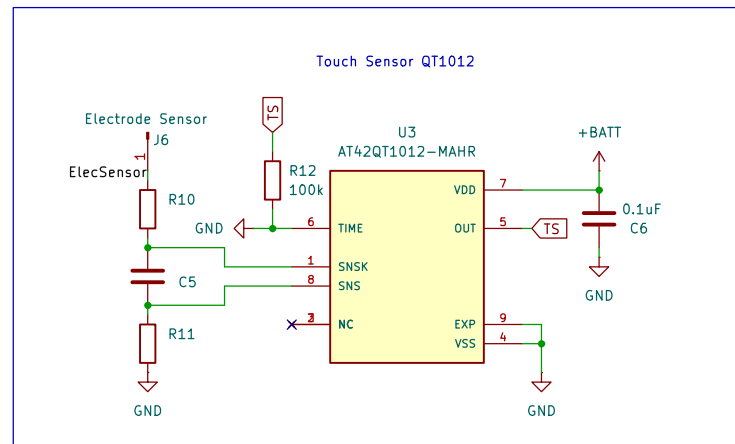 Touch Sensor QT1012
Electrode Sensor
J6
1
ElecSensor
R10
C5
R11
GND
TS
R12
100k
GND
U3
AT42QT1012-MAHR
6
TIME
1
SNSK
8
SNS
NC
VDD
7
OUT
5
TS
EXP
9
VSS
4
GND
+BATT
0.1uF
C6
GND